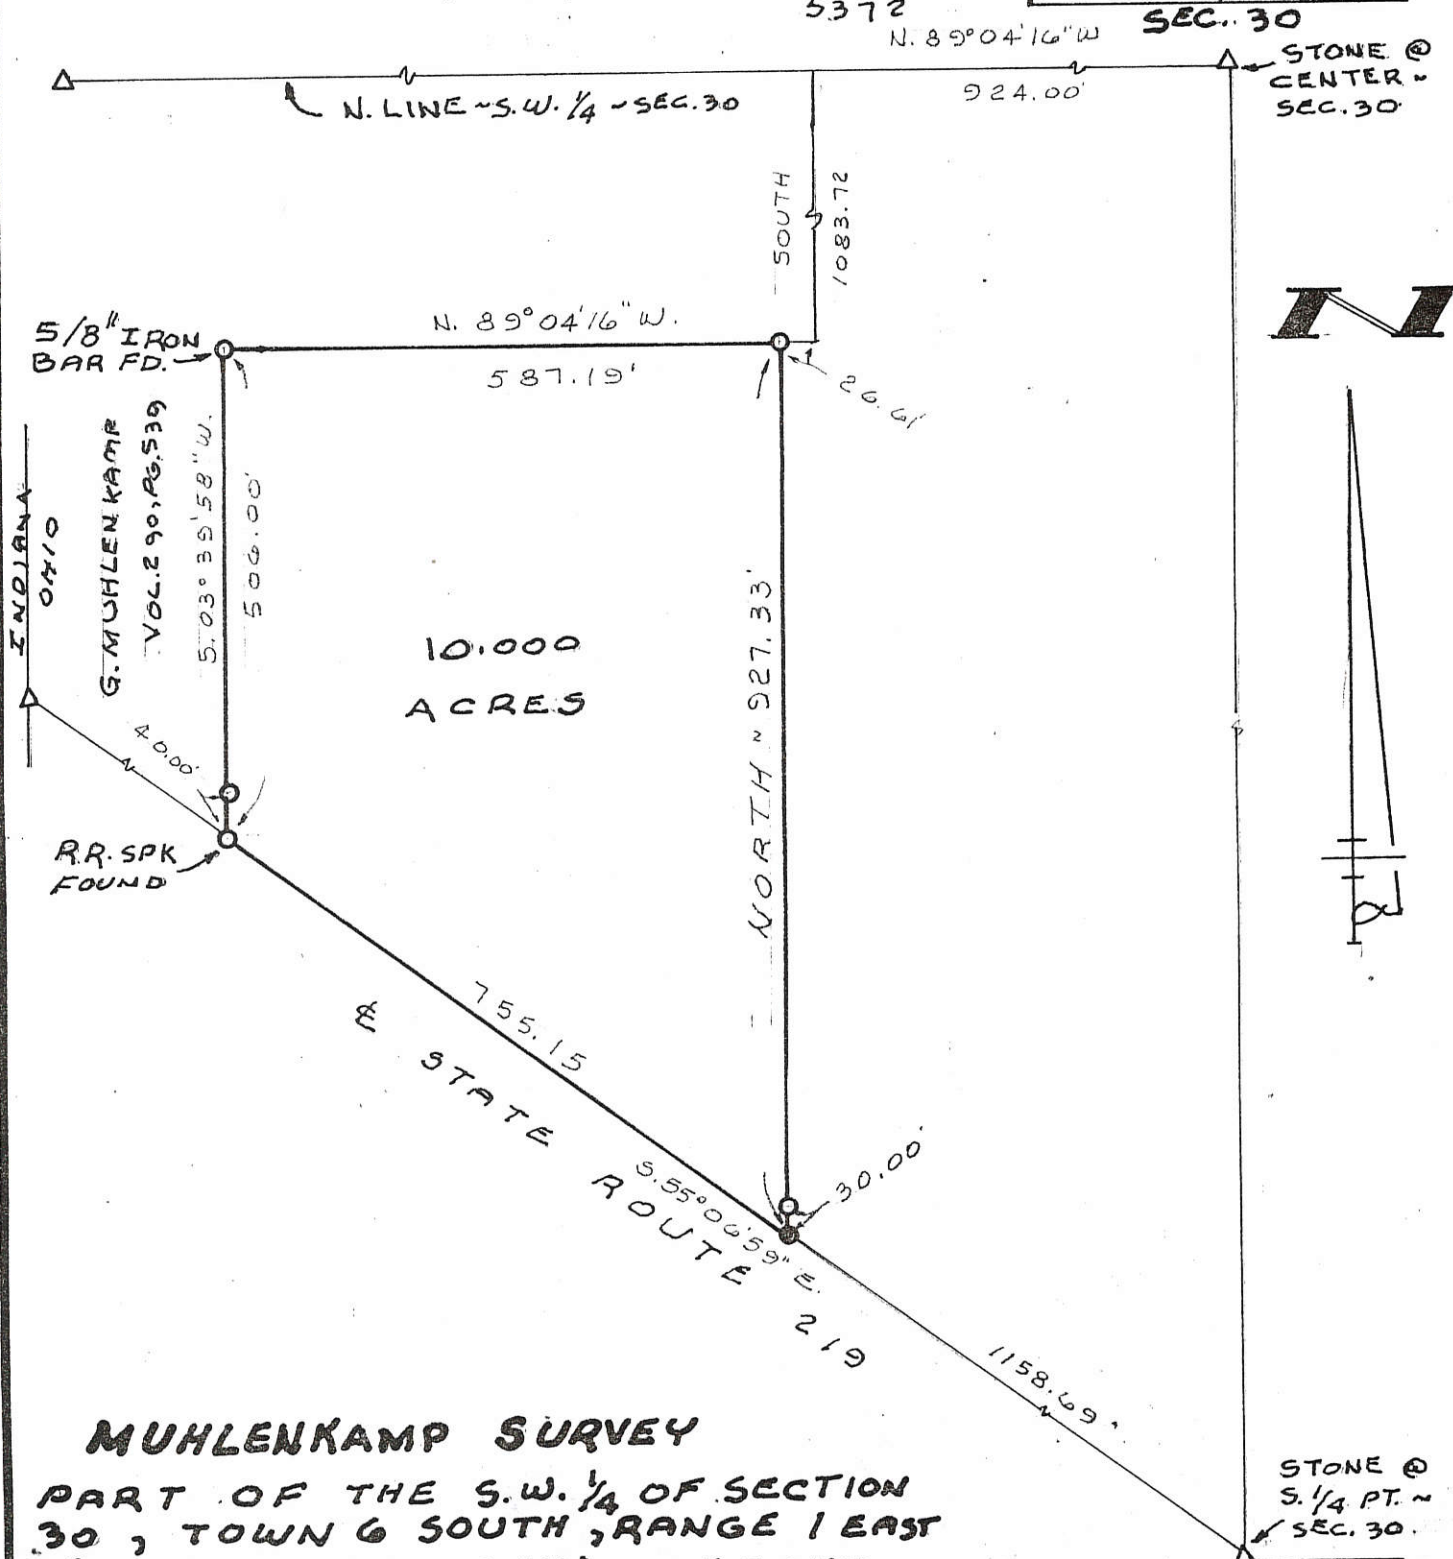 5372
SEC. 30
N. 89°04'16" W
STONE @
CENTER ~
SEC. 30
924.00'
N. LINE ~ S.W. 1/4 ~ SEC. 30
SOUTH
1083.72
N. 89°04'16" W.
587.19'
5/8" IRON
BAR FD.
26.61
N
INDIANA
OHIO
G. MUHLENKAMP
VOL. 290, PG. 539
S. 03°39'58" W.
506.00'
10.000
ACRES
NORTH ~ 927.33'
40.00'
R.R. SPK
FOUND
755.15
S. 55°06'59" E.
℄ STATE ROUTE 219
30.00'
1158.69'
MUHLENKAMP SURVEY
PART OF THE S.W. 1/4 OF SECTION
30, TOWN 6 SOUTH, RANGE 1 EAST
STONE @
S. 1/4 PT. ~
SEC. 30.